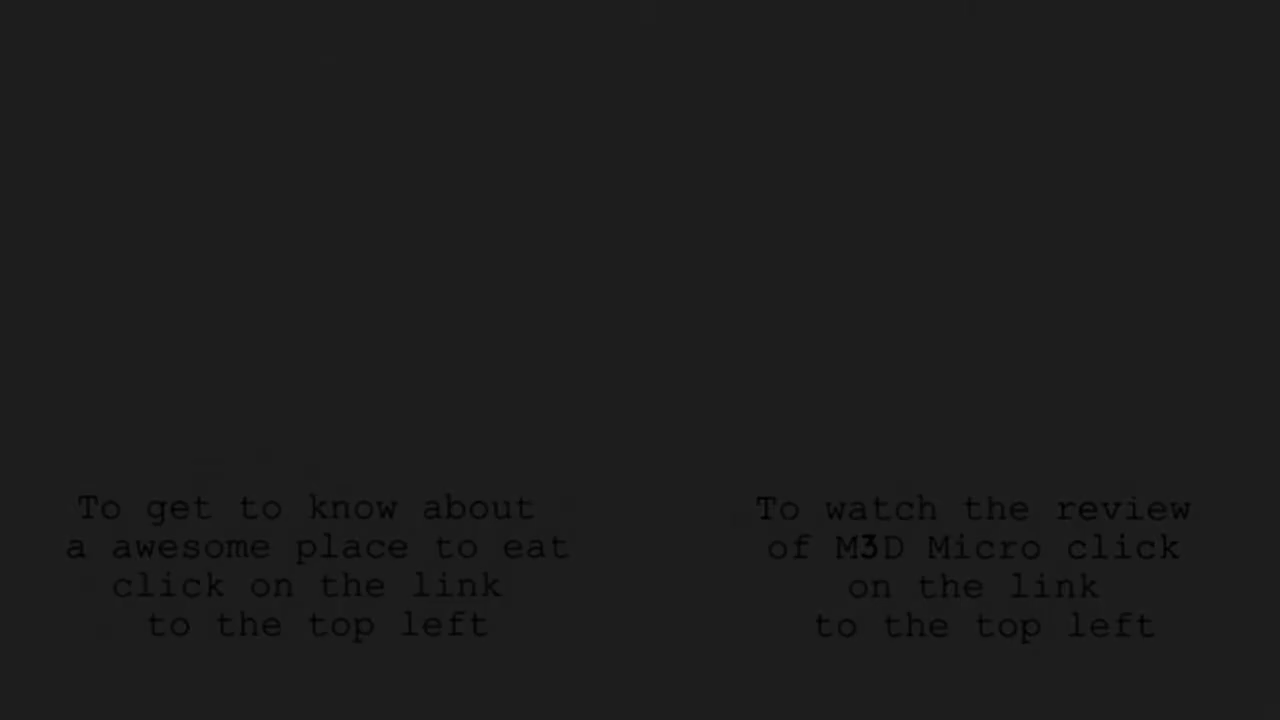 To get to know about
a awesome place to eat
click on the link
to the top left
To watch the review
of M3D Micro click
on the link
to the top left